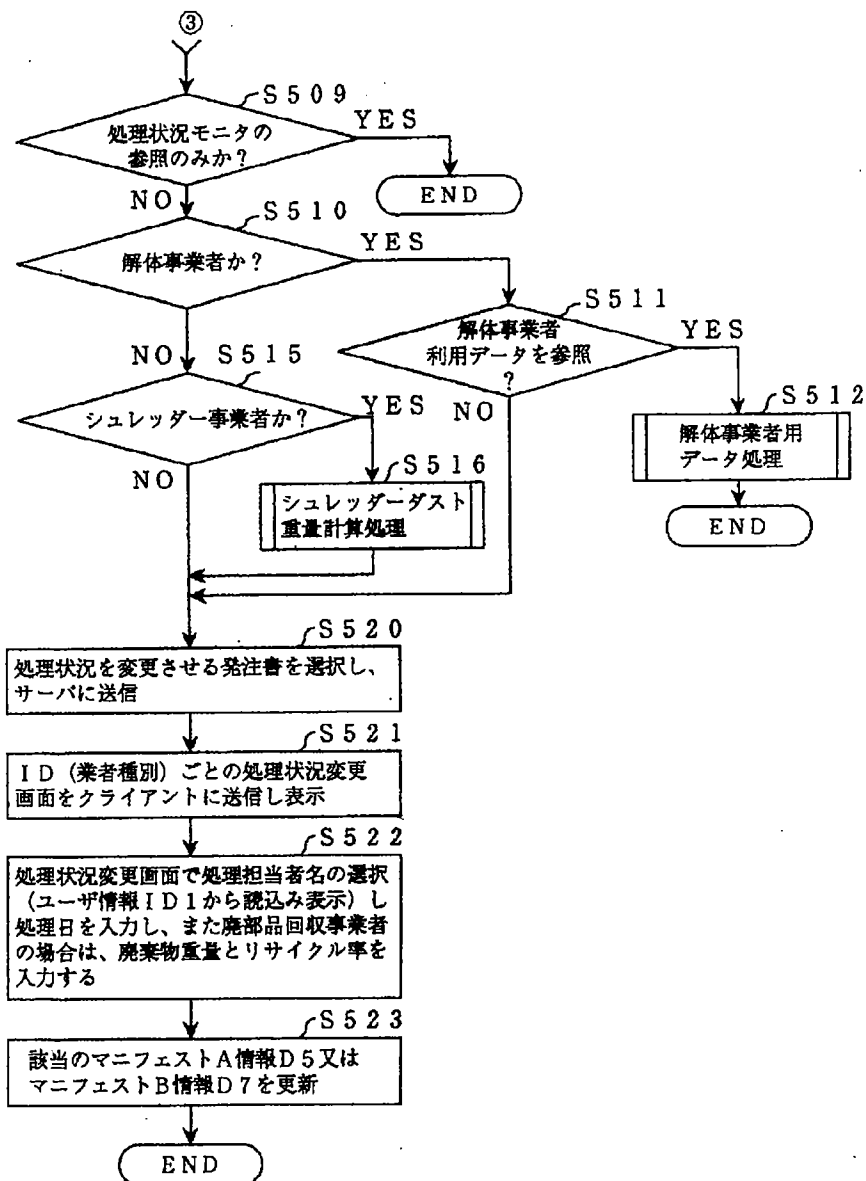 ③
S509
処理状況モニタの
参照のみか?
YES
END
NO
S510
解体事業者か?
YES
S511
解体事業者
利用データを参照
?
YES
NO
S512
解体事業者用
データ処理
END
NO
S515
シュレッダー事業者か?
YES
NO
S516
シュレッダーダスト
重量計算処理
S520
処理状況を変更させる発注書を選択し、
サーバに送信
S521
ID(業者種別)ごとの処理状況変更
画面をクライアントに送信し表示
S522
処理状況変更画面で処理担当者名の選択
(ユーザ情報ID1から読込み表示)し
処理日を入力し、また廃部品回収事業者
の場合は、廃棄物重量とリサイクル率を
入力する
S523
該当のマニフェストA情報D5又は
マニフェストB情報D7を更新
END